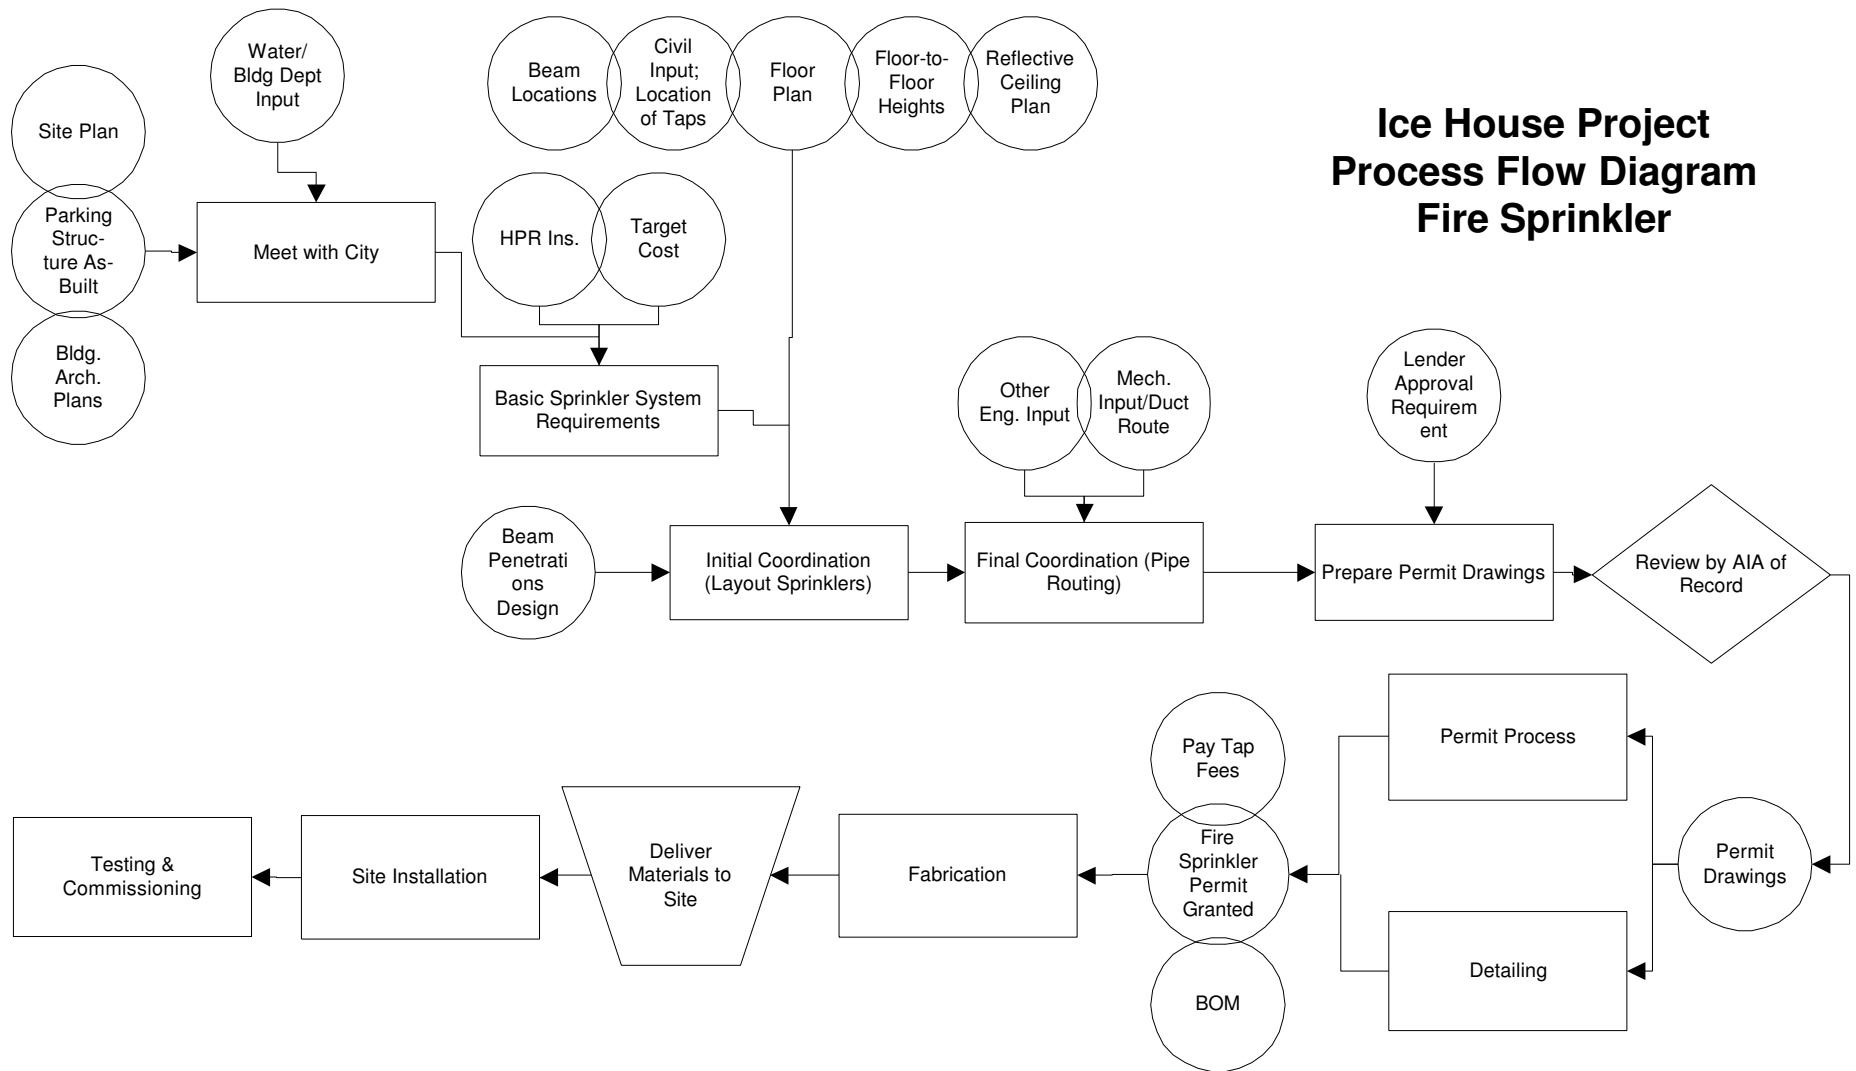 Water/
Bldg Dept
Input
Beam
Locations
Civil
Input;
Location
of Taps
Floor
Plan
Floor-to-
Floor
Heights
Reflective
Ceiling
Plan
Ice House Project
Process Flow Diagram
Fire Sprinkler
Site Plan
Parking
Struc-
ture As-
Built
Bldg.
Arch.
Plans
Meet with City
HPR Ins.
Target
Cost
Basic Sprinkler System
Requirements
Other
Eng. Input
Mech.
Input/Duct
Route
Lender
Approval
Requirem
ent
Beam
Penetrati
ons
Design
Initial Coordination
(Layout Sprinklers)
Final Coordination (Pipe
Routing)
Prepare Permit Drawings
Review by AIA of
Record
Permit Process
Permit
Drawings
Detailing
Pay Tap
Fees
Fire
Sprinkler
Permit
Granted
BOM
Fabrication
Deliver
Materials to
Site
Site Installation
Testing &
Commissioning